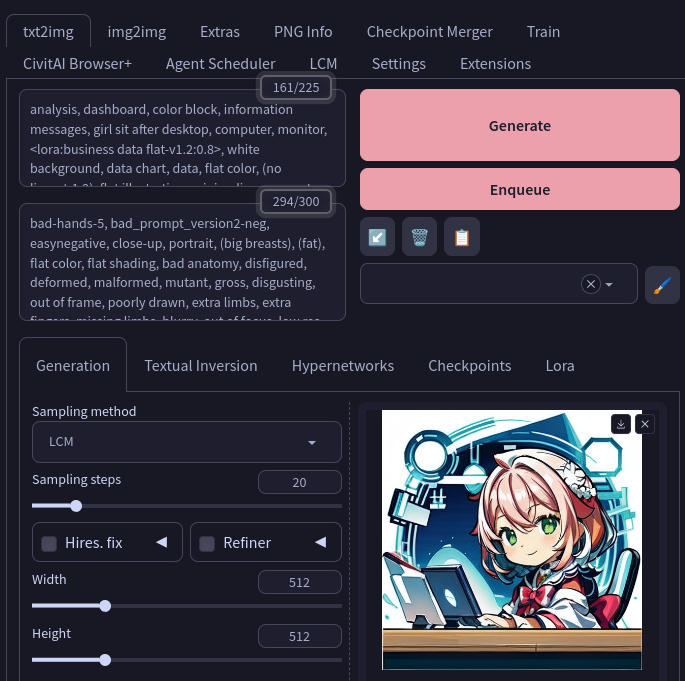 txt2img img2img Extras PNG Info Checkpoint Merger Train
CivitAI Browser+ Agent Scheduler LCM Settings Extensions
161/225
analysis, dashboard, color block, information
messages, girl sit after desktop, computer, monitor,
<lora:business data flat-v1.2:0.8>, white
background, data chart, data, flat color, (no
Generate
Enqueue
294/300
bad-hands-5, bad_prompt_version2-neg,
easynegative, close-up, portrait, (big breasts), (fat),
flat color, flat shading, bad anatomy, disfigured,
deformed, malformed, mutant, gross, disgusting,
out of frame, poorly drawn, extra limbs, extra
Generation Textual Inversion Hypernetworks Checkpoints Lora
Sampling method
LCM
Sampling steps 20
Hires. fix Refiner
Width 512
Height 512